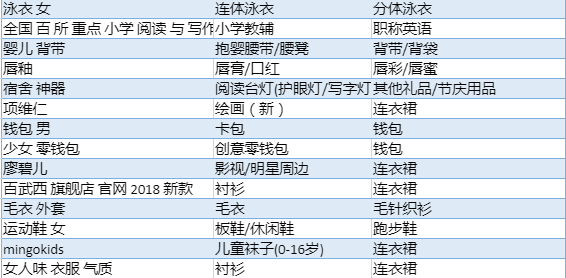 泳衣 女 连体泳衣 分体泳衣
全国 百 所 重点 小学 阅读 与 写作 小学教辅 职称英语
婴儿 背带 抱婴腰带/腰凳 背带/背袋
唇釉 唇膏/口红 唇彩/唇蜜
宿舍 神器 阅读台灯(护眼灯/写字灯 其他礼品/节庆用品
项维仁 绘画（新） 连衣裙
钱包 男 卡包 钱包
少女 零钱包 创意零钱包 钱包
廖碧儿 影视/明星周边 连衣裙
百武西 旗舰店 官网 2018 新款 衬衫 连衣裙
毛衣 外套 毛衣 毛针织衫
运动鞋 女 板鞋/休闲鞋 跑步鞋
mingokids 儿童袜子(0-16岁) 连衣裙
女人味 衣服 气质 衬衫 连衣裙